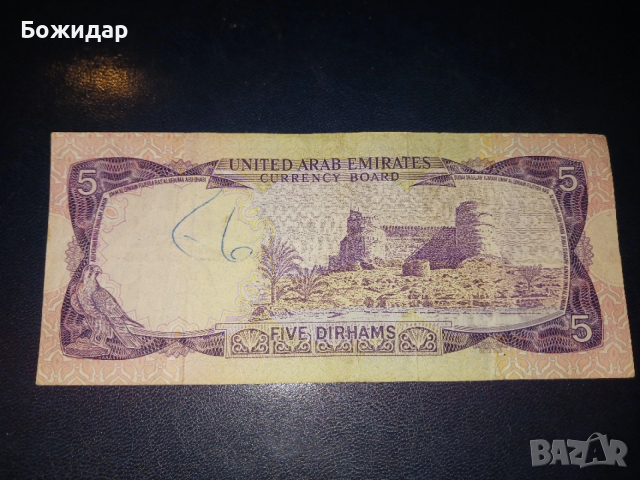 Божидар
UNITED ARAB EMIRATES
CURRENCY BOARD
5
5
5
FIVE DIRHAMS
BAZAR